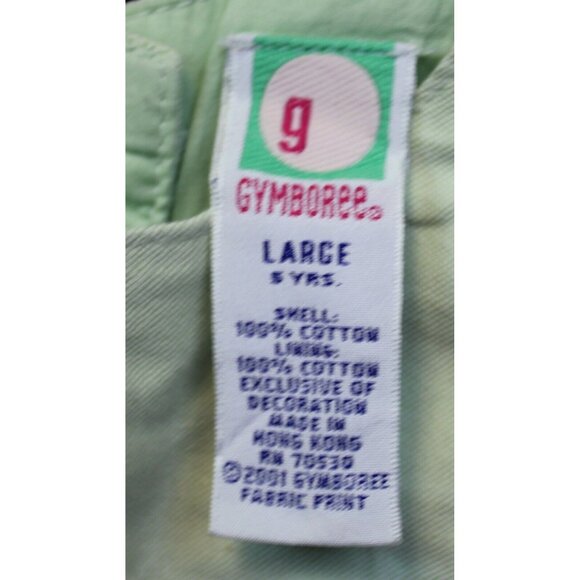 g
GYMBOREE®
LARGE
5 YRS.
SHELL:
100% COTTON
LINING:
100% COTTON
EXCLUSIVE OF
DECORATION
MADE IN
HONG KONG
RN 70530
©2001 GYMBOREE
FABRIC PRINT